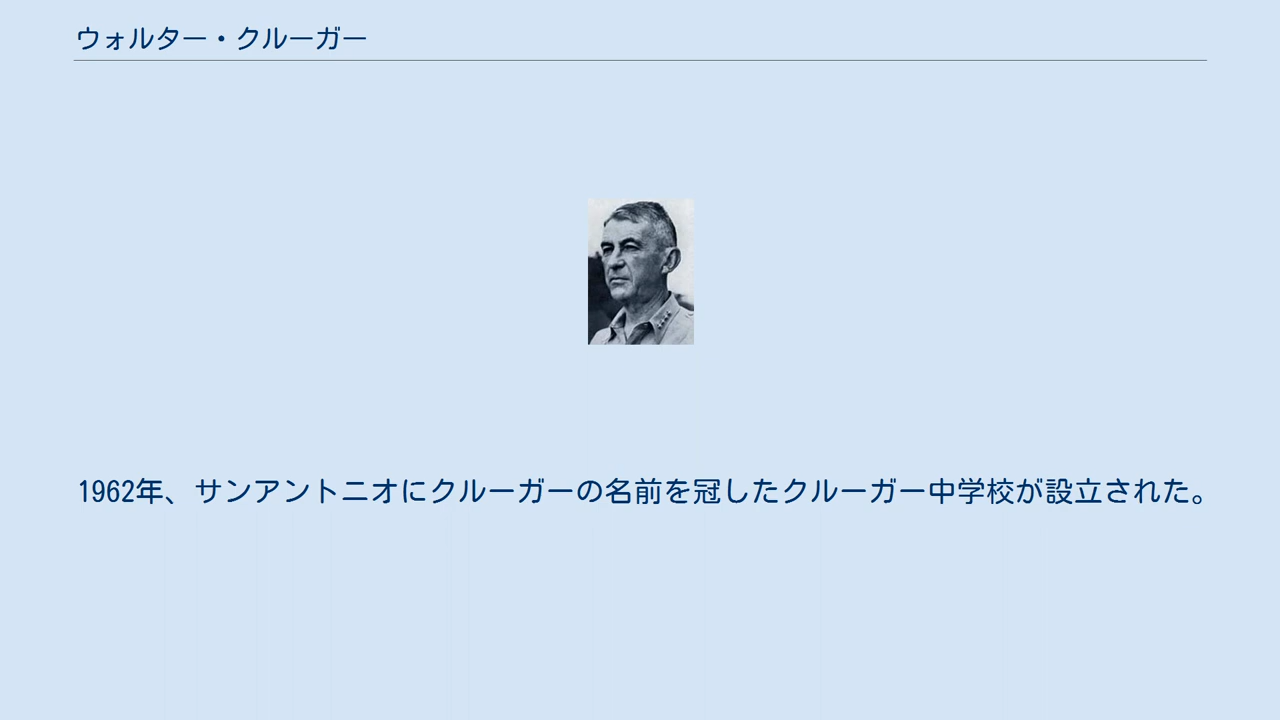 ウォルター・クルーガー
1962年、サンアントニオにクルーガーの名前を冠したクルーガー中学校が設立された。